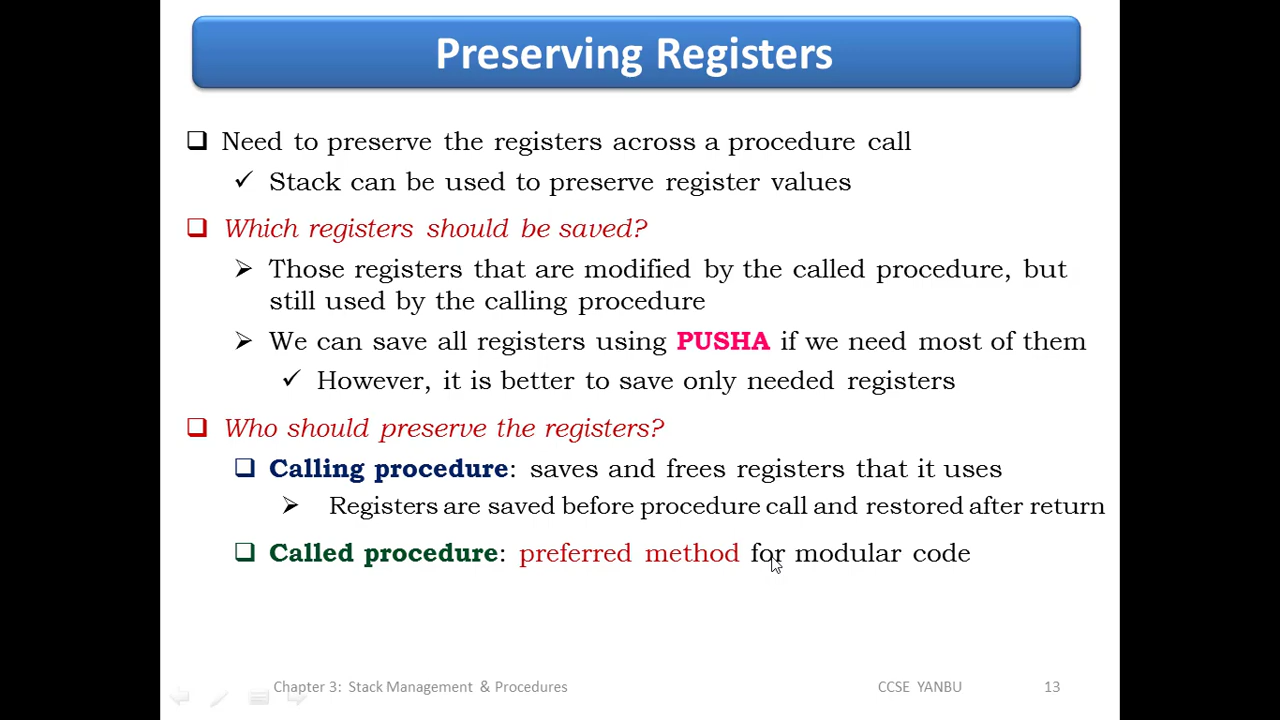 Preserving Registers
Need to preserve the registers across a procedure call
Stack can be used to preserve register values
Which registers should be saved?
Those registers that are modified by the called procedure, but
still used by the calling procedure
We can save all registers using PUSHA if we need most of them
However, it is better to save only needed registers
Who should preserve the registers?
Calling procedure: saves and frees registers that it uses
Registers are saved before procedure call and restored after return
Called procedure: preferred method for modular code
Chapter 3: Stack Management & Procedures CCSE YANBU 13